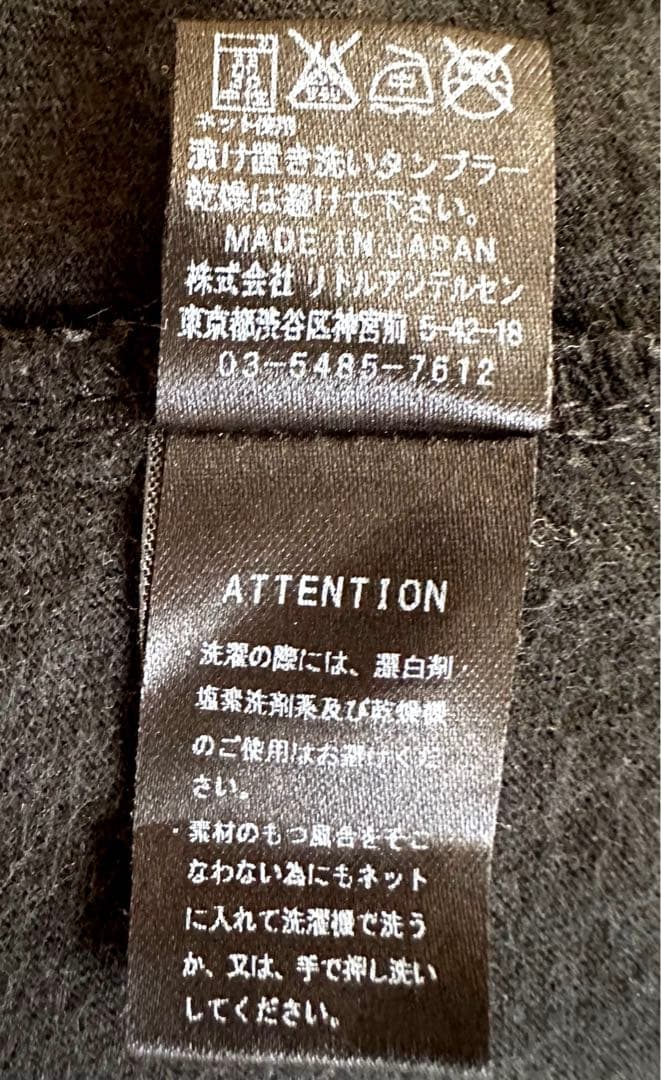 ネット使用
漬け置き洗いタンブラー
乾燥は避けて下さい。
MADE IN JAPAN
株式会社 リトルアンデルセン
東京都渋谷区神宮前 5-42-18
03-5485-7612
ATTENTION
・洗濯の際には、漂白剤・
塩素洗剤薬及び乾燥機
のご使用はお避けくだ
さい。
・素材のもつ風合をそこ
なわない為にもネット
に入れて洗濯機で洗う
か、又は、手で押し洗い
してください。